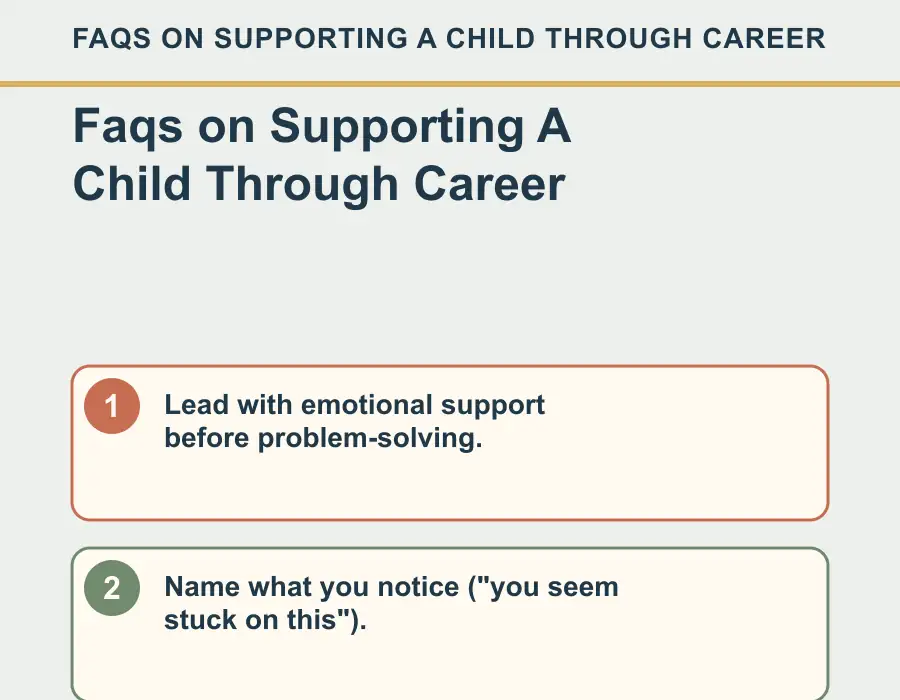 FAQS ON SUPPORTING A CHILD THROUGH CAREER
Faqs on Supporting A
Child Through Career
1
Lead with emotional support
before problem-solving.
2
Name what you notice ("you seem
stuck on this").